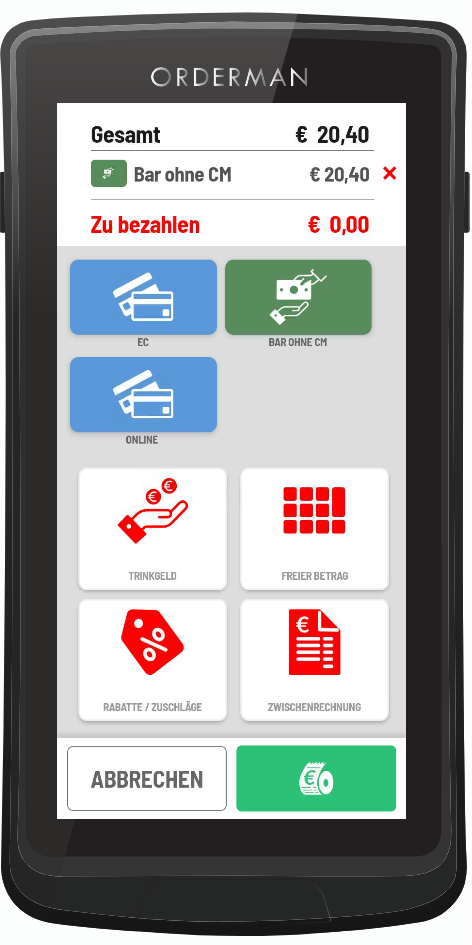 ORDERMAN
Gesamt € 20,40
Bar ohne CM € 20,40
Zu bezahlen € 0,00
EC
BAR OHNE CM
ONLINE
€ €
TRINKGELD
FREIER BETRAG
%
€
RABATTE / ZUSCHLÄGE
ZWISCHENRECHNUNG
ABBRECHEN
€